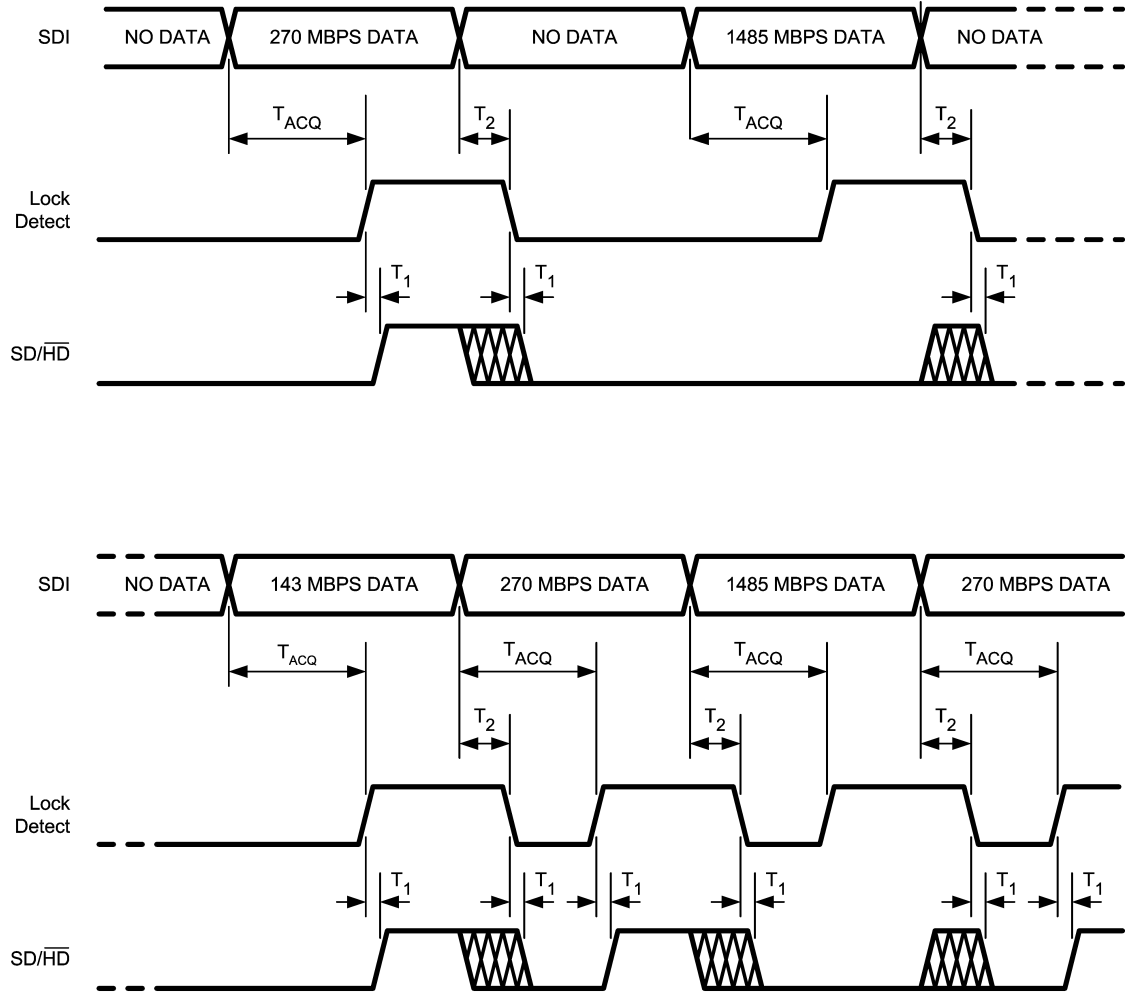 SDI NO DATA 270 MBPS DATA NO DATA 1485 MBPS DATA NO DATA
TACQ T2 TACQ T2
Lock
Detect
T1 T1 T1
SD/HD
SDI NO DATA 143 MBPS DATA 270 MBPS DATA 1485 MBPS DATA 270 MBPS DATA
TACQ TACQ TACQ TACQ
T2 T2 T2
Lock
Detect
T1 T1 T1 T1 T1 T1
SD/HD